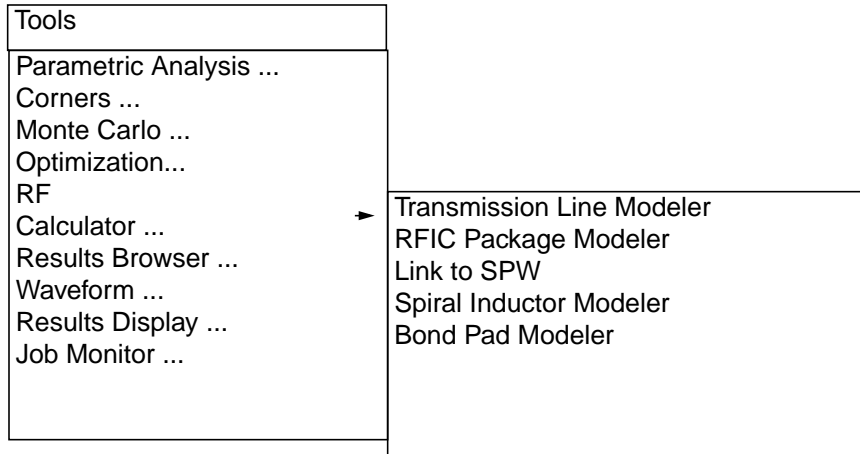 Tools
Parametric Analysis ...
Corners ...
Monte Carlo ...
Optimization...
RF
Calculator ...
Results Browser ...
Waveform ...
Results Display ...
Job Monitor ...
Transmission Line Modeler
RFIC Package Modeler
Link to SPW
Spiral Inductor Modeler
Bond Pad Modeler